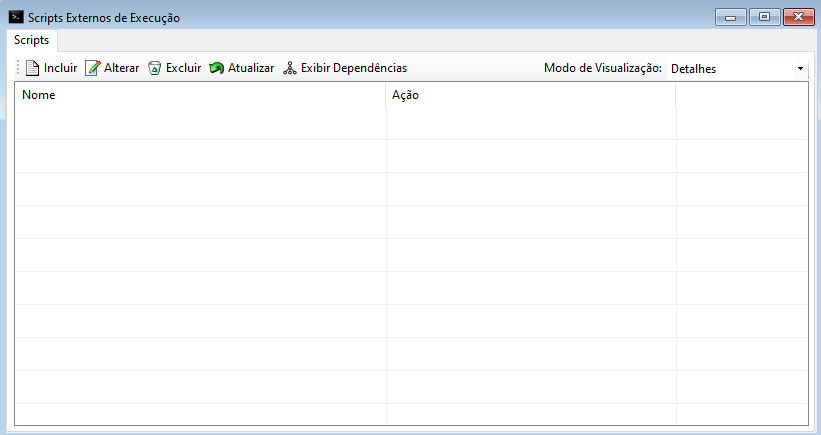 Scripts Externos de Execução
Scripts
Incluir Alterar Excluir Atualizar Exibir Dependências Modo de Visualização: Detalhes
Nome Ação